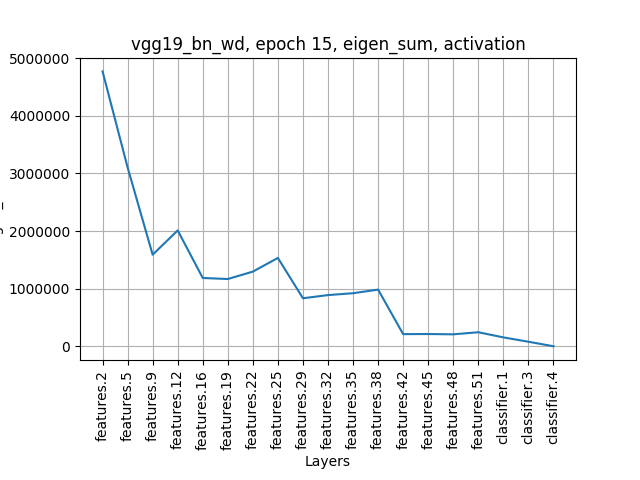 vgg19_bn_wd, epoch 15, eigen_sum, activation
5000000
4000000
3000000
2000000
1000000
0
features.2
features.5
features.9
features.12
features.16
features.19
features.22
features.25
features.29
features.32
features.35
features.38
features.42
features.45
features.48
features.51
classifier.1
classifier.3
classifier.4
Layers